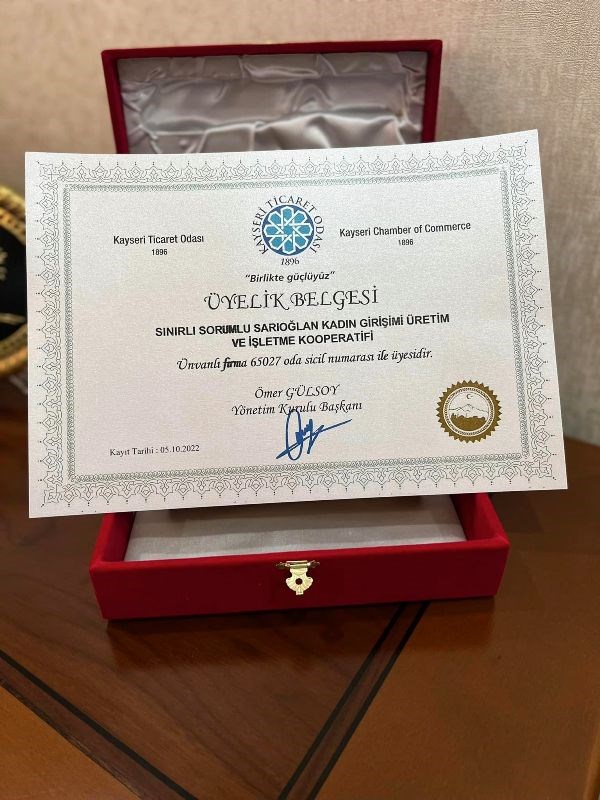 KAYSERİ TİCARET ODASI
1896
Kayseri Ticaret Odası
1896
Kayseri Chamber of Commerce
1896
“Birlikte güçlüyüz”
ÜYELİK BELGESİ
SINIRLI SORUMLU SARIOĞLAN KADIN GİRİŞİMİ ÜRETİM
VE İŞLETME KOOPERATİFİ
Ünvanlı firma 65027 oda sicil numarası ile üyesidir.
Ömer GÜLSOY
Yönetim Kurulu Başkanı
Kayıt Tarihi : 05.10.2022